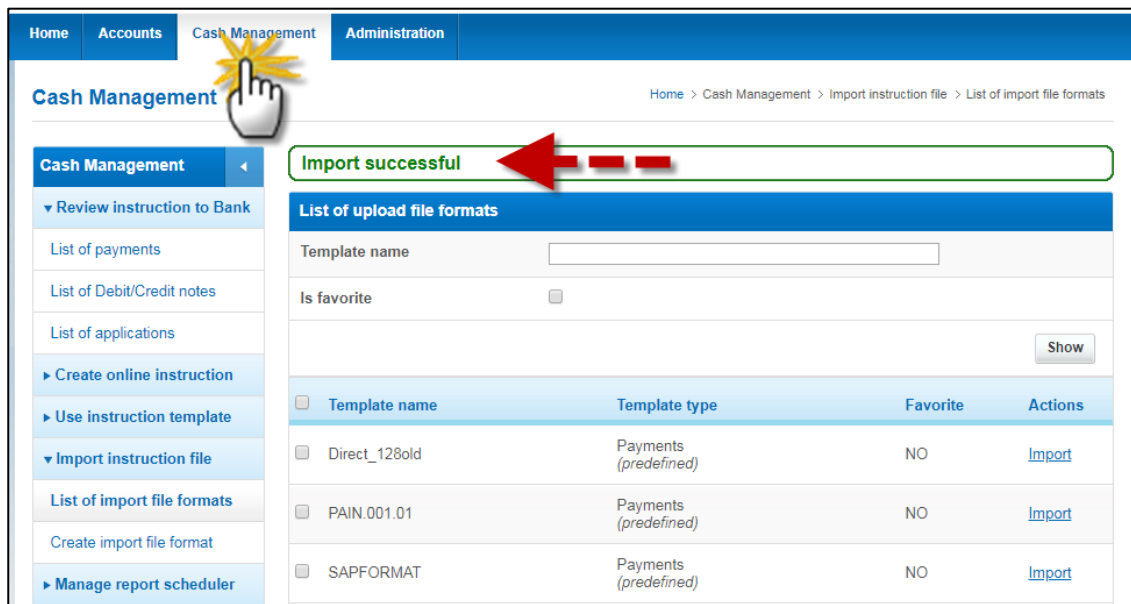 Home Accounts Cash Management Administration
Cash Management
Home > Cash Management > Import instruction file > List of import file formats
Cash Management
Review instruction to Bank
List of payments
List of Debit/Credit notes
List of applications
Create online instruction
Use instruction template
Import instruction file
List of import file formats
Create import file format
Manage report scheduler
Import successful
List of upload file formats
Template name
Is favorite
Show
Template name Template type Favorite Actions
Direct_128old Payments (predefined) NO Import
PAIN.001.01 Payments (predefined) NO Import
SAPFORMAT Payments (predefined) NO Import